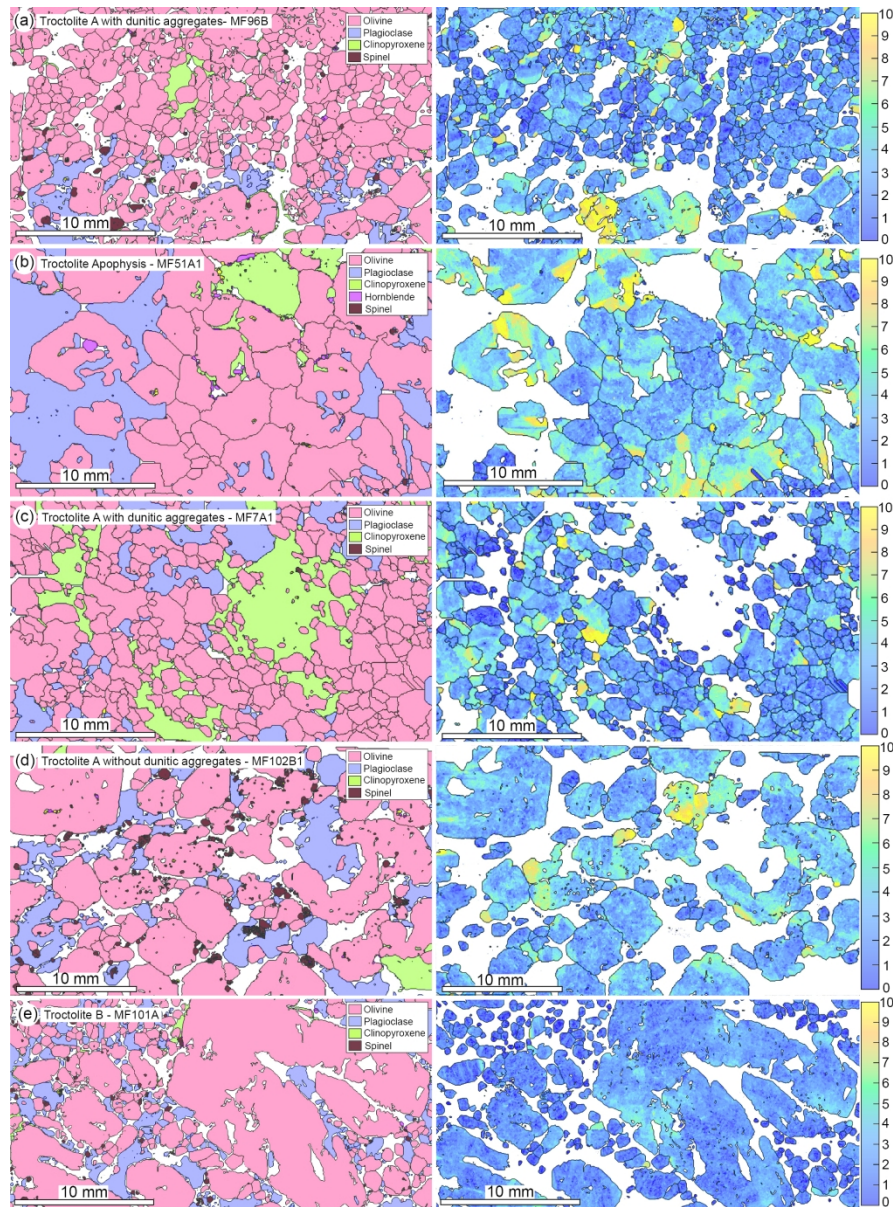 (a) Troctolite A with dunitic aggregates- MF96B
Olivine
Plagioclase
Clinopyroxene
Spinel
10 mm
10 mm
10
9
8
7
6
5
4
3
2
1
0
(b) Troctolite Apophysis - MF51A1
Olivine
Plagioclase
Clinopyroxene
Hornblende
Spinel
10 mm
10 mm
10
9
8
7
6
5
4
3
2
1
0
(c) Troctolite A with dunitic aggregates - MF7A1
Olivine
Plagioclase
Clinopyroxene
Spinel
10 mm
10 mm
10
9
8
7
6
5
4
3
2
1
0
(d) Troctolite A without dunitic aggregates - MF102B1
Olivine
Plagioclase
Clinopyroxene
Spinel
10 mm
10 mm
10
9
8
7
6
5
4
3
2
1
0
(e) Troctolite B - MF101A
Olivine
Plagioclase
Clinopyroxene
Spinel
10 mm
10 mm
10
9
8
7
6
5
4
3
2
1
0